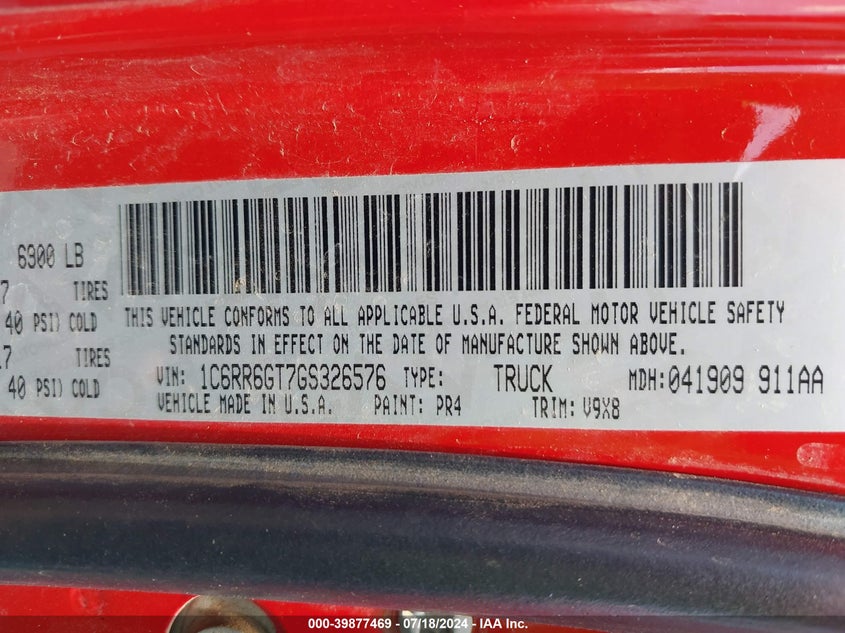 6900 LB
7 TIRES
40 PSI) COLD
17 TIRES
40 PSI) COLD
THIS VEHICLE CONFORMS TO ALL APPLICABLE U.S.A. FEDERAL MOTOR VEHICLE SAFETY
STANDARDS IN EFFECT ON THE DATE OF MANUFACTURE SHOWN ABOVE.
VIN: 1C6RR6GT7GS326576 TYPE: TRUCK MDH:041909 911AA
VEHICLE MADE IN U.S.A. PAINT: PR4 TRIM: V9X8
000-39877469 - 07/18/2024 - IAA Inc.